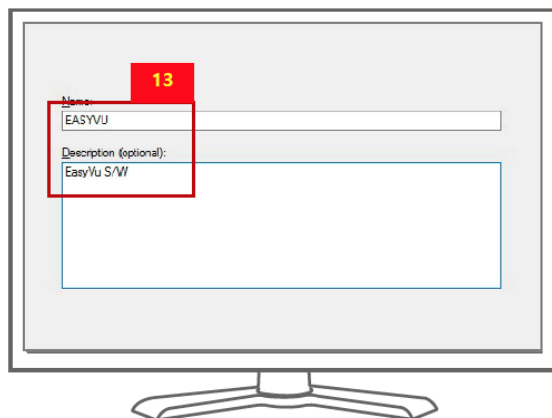 13
Name:
EASYVU
Description (optional):
EasyVu S/W